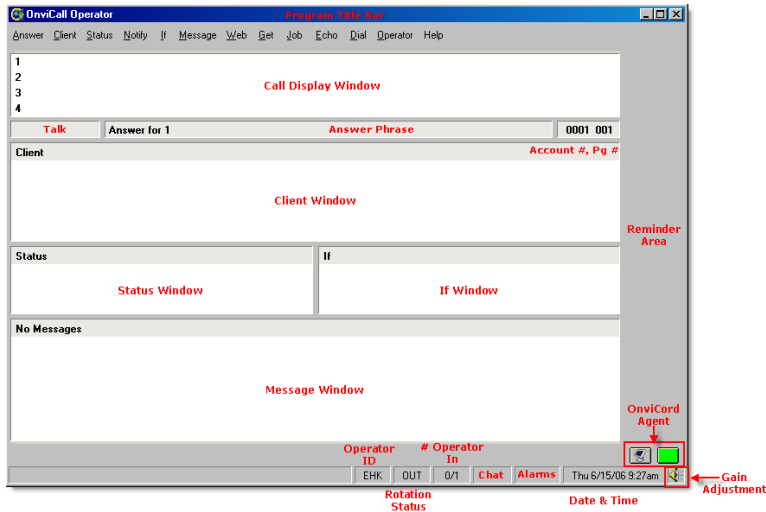 OnviCall Operator Program Title Bar
Answer Client Status Notify If Message Web Get Job Echo Dial Operator Help
1
2
3
4
Call Display Window
Talk Answer for 1 Answer Phrase 0001 001
Client Account #, Pg #
Client Window
Reminder
Area
Status If
Status Window If Window
No Messages
Message Window
OnviCord
Agent
Operator
ID
# Operator
In
EHK OUT 0/1 Chat Alarms Thu 6/15/06 9:27am
Gain
Adjustment
Rotation
Status
Date & Time